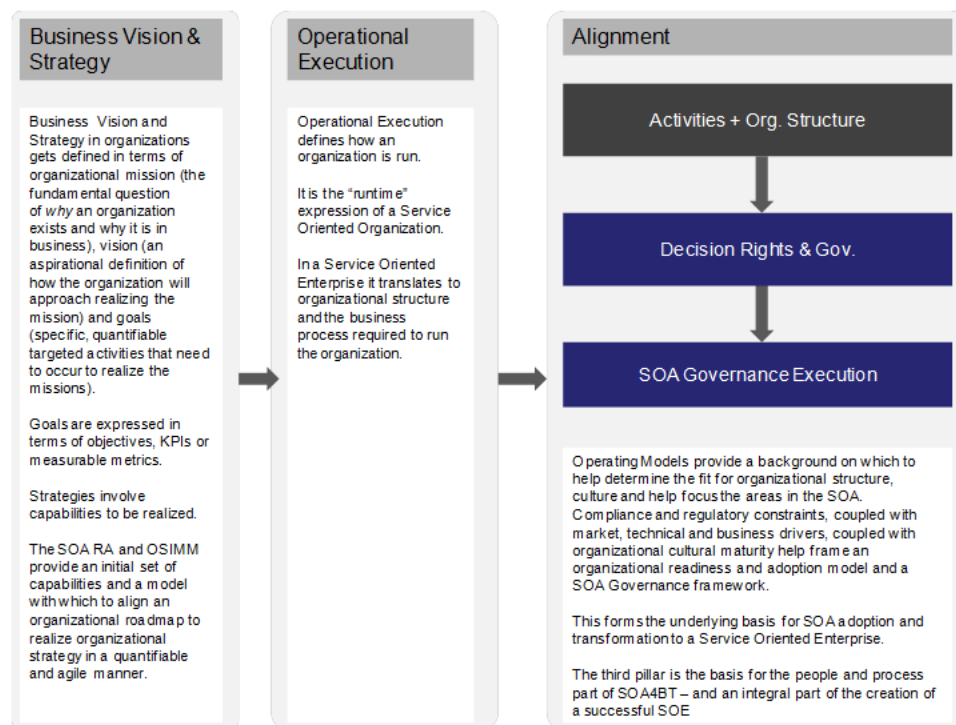 Business Vision &
Strategy
Business Vision and
Strategy in organizations
gets defined in terms of
organizational mission (the
fundamental question
of why an organization
exists and why it is in
business), vision (an
aspirational definition of
how the organization will
approach realizing the
mission) and goals
(specific, quantifiable
targeted activities that need
to occur to realize the
missions).
Goals are expressed in
terms of objectives, KPIs or
measurable metrics.
Strategies involve
capabilities to be realized.
The SOA RA and OSIMM
provide an initial set of
capabilities and a model
with which to align an
organizational roadmap to
realize organizational
strategy in a quantifiable
and agile manner.
Operational
Execution
Operational Execution
defines how an
organization is run.
It is the “runtime”
expression of a Service
Oriented Organization.
In a Service Oriented
Enterprise it translates to
organizational structure
and the business
process required to run
the organization.
Alignment
Activities + Org. Structure
Decision Rights & Gov.
SOA Governance Execution
Operating Models provide a background on which to
help determine the fit for organizational structure,
culture and help focus the areas in the SOA.
Compliance and regulatory constraints, coupled with
market, technical and business drivers, coupled with
organizational cultural maturity help frame an
organizational readiness and adoption model and a
SOA Governance framework.
This forms the underlying basis for SOA adoption and
transformation to a Service Oriented Enterprise.
The third pillar is the basis for the people and process
part of SOA4BT – and an integral part of the creation of
a successful SOE